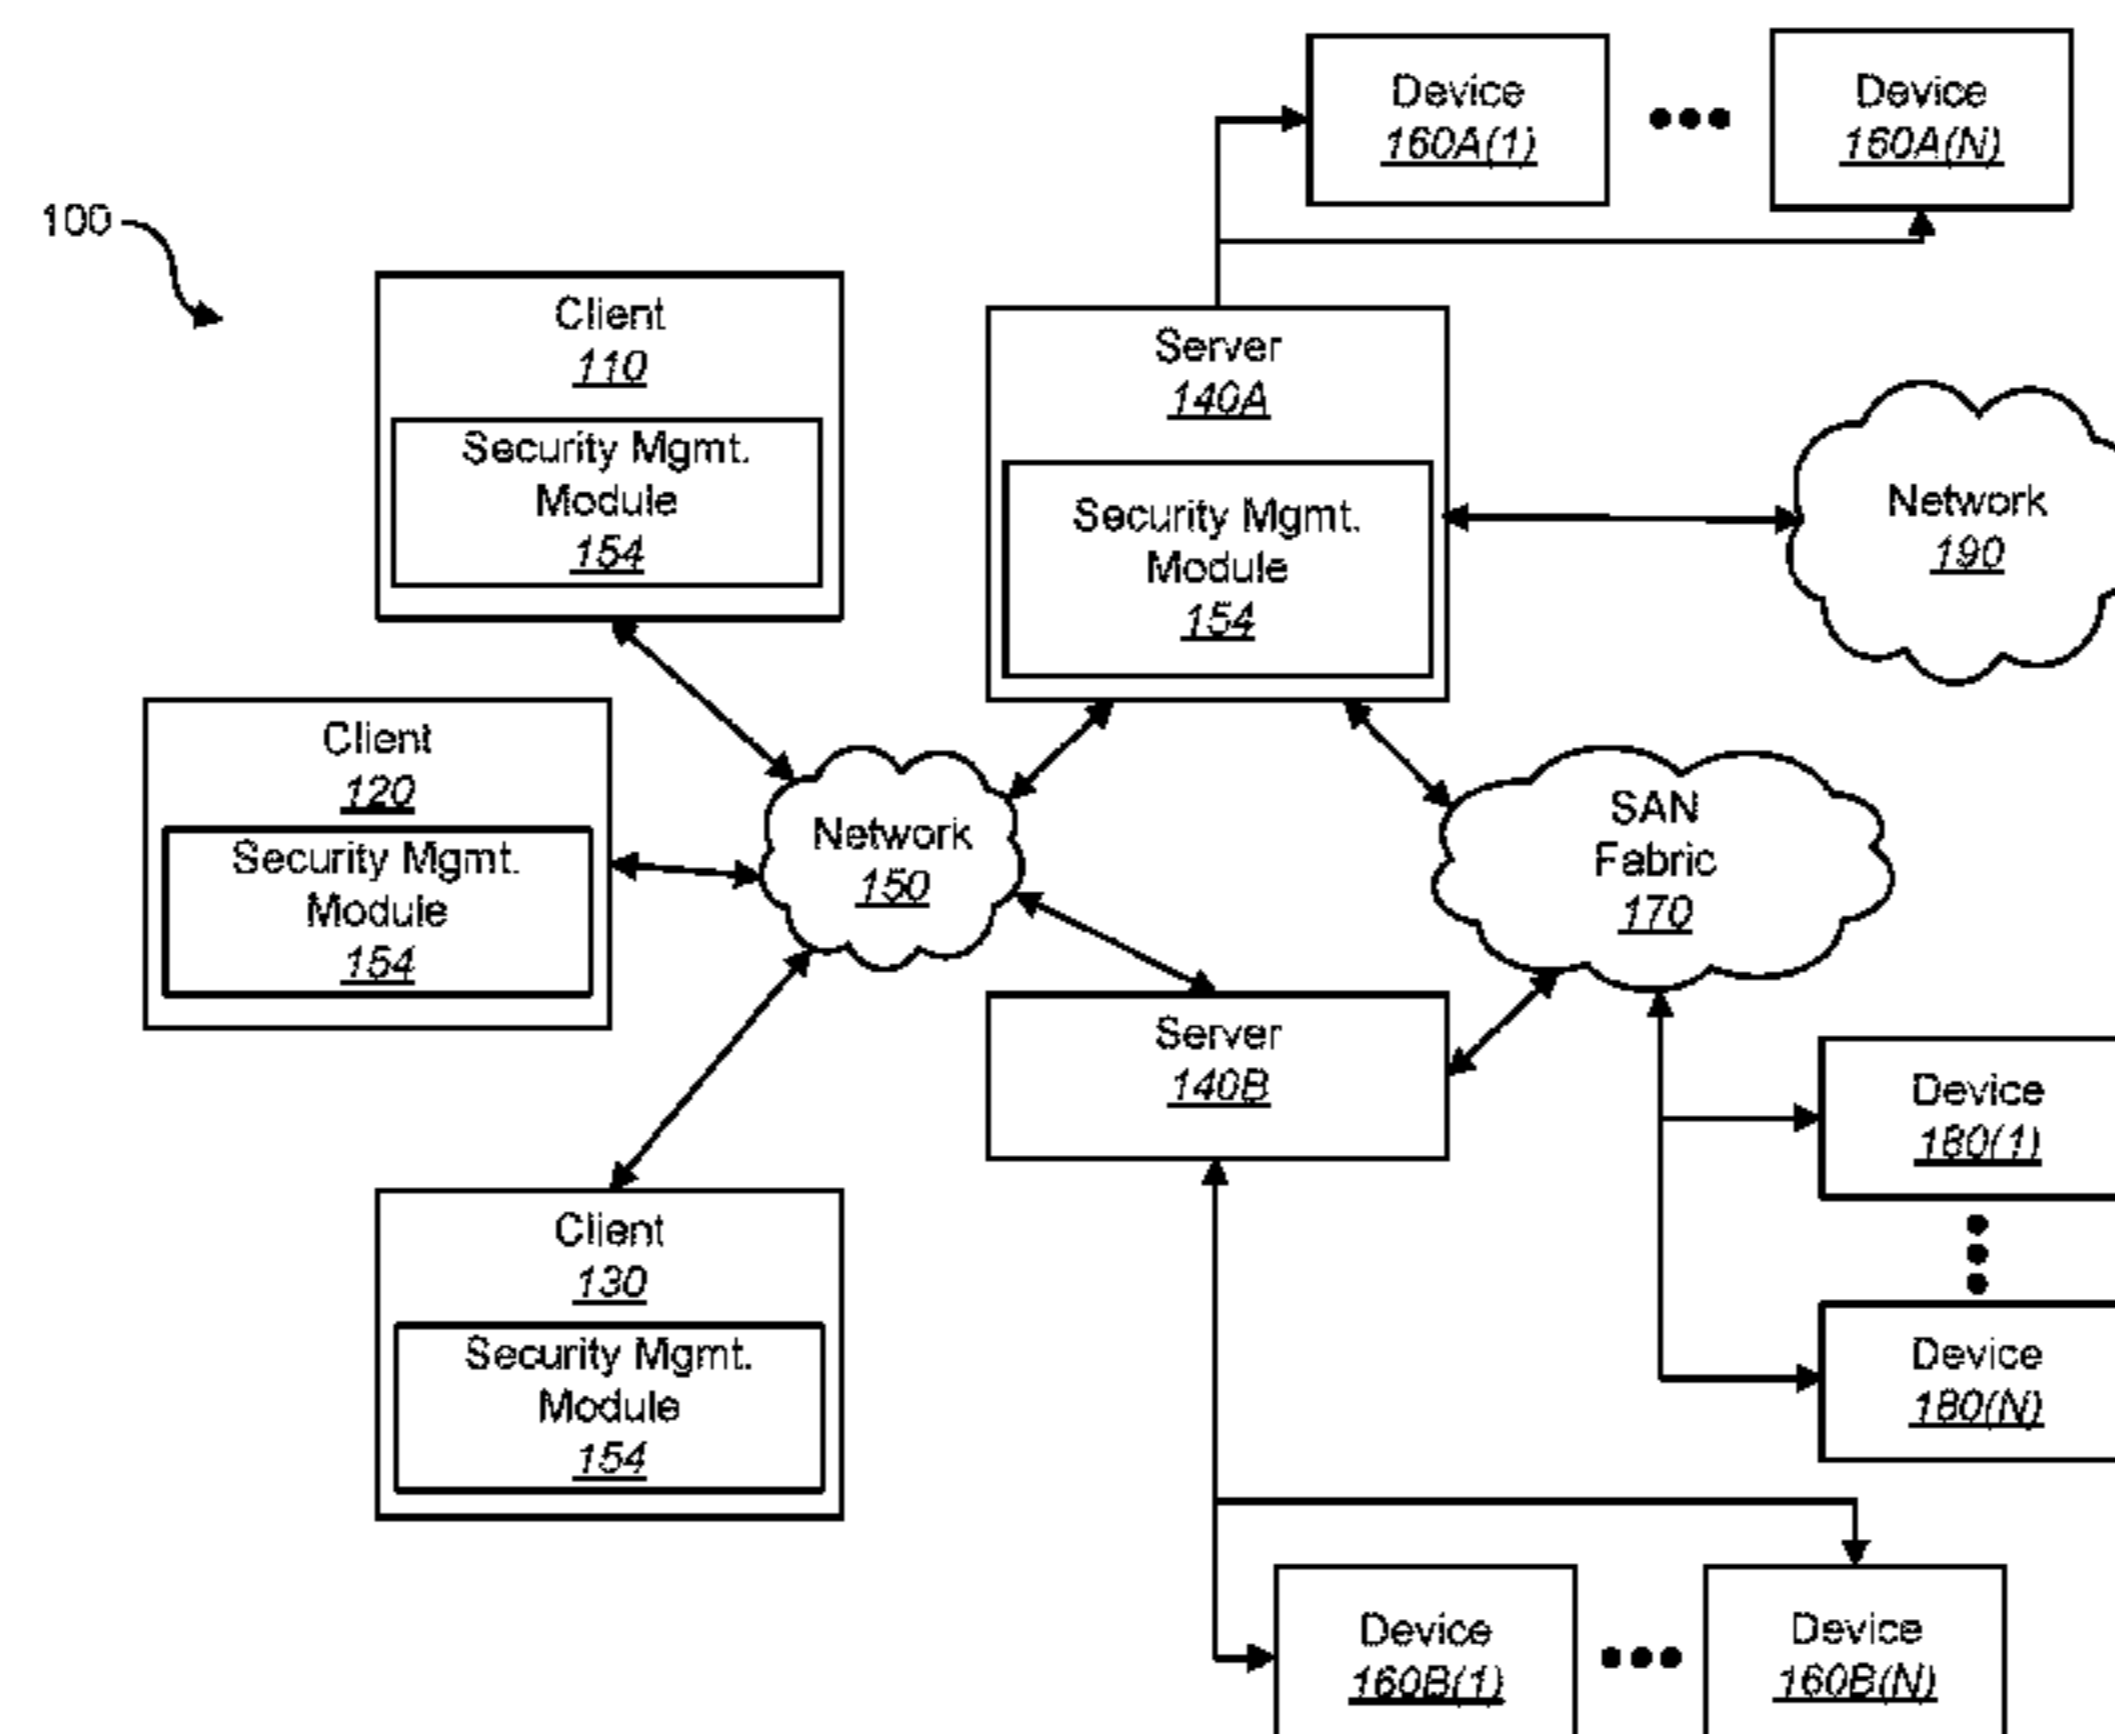 Device
160A(1)
Device
160A(N)
100
Client
110
Security Mgmt.
Module
154
Server
140A
Security Mgmt.
Module
154
Network
190
Client
120
Security Mgmt.
Module
154
Network
150
SAN
Fabric
170
Server
140B
Device
180(1)
Client
130
Security Mgmt.
Module
154
Device
180(N)
Device
160B(1)
Device
160B(N)